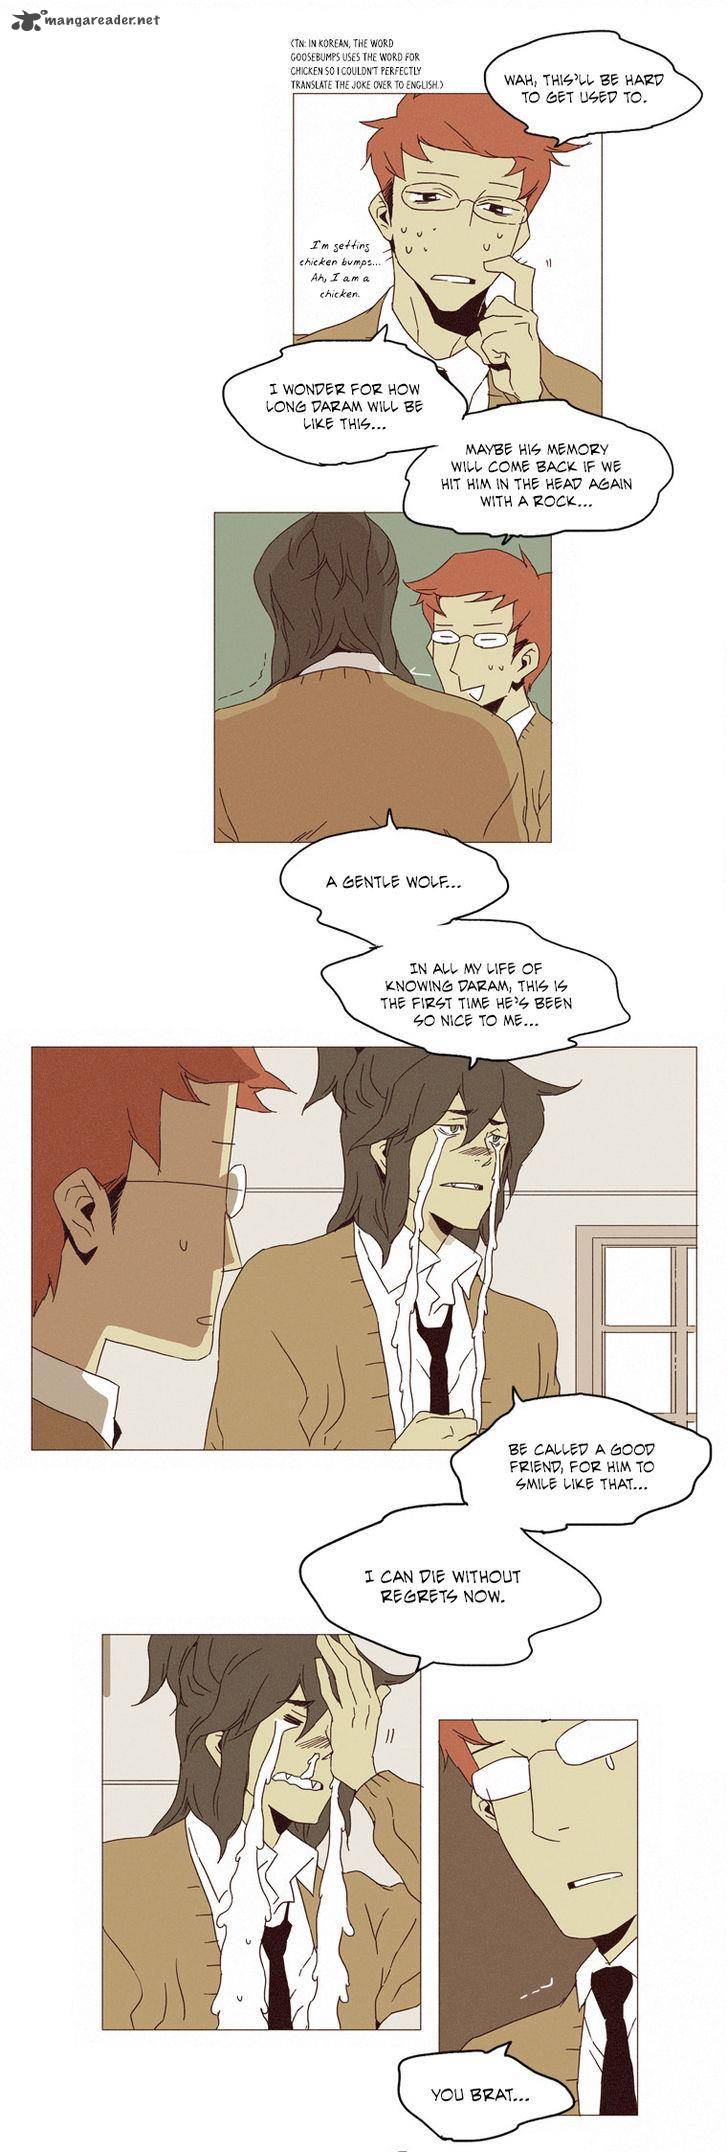 mangareader.net
(TN: IN KOREAN, THE WORD
GOOSEBUMPS USES THE WORD FOR
CHICKEN SO I COULDN'T PERFECTLY
TRANSLATE THE JOKE OVER TO ENGLISH.)
WAH, THIS'LL BE HARD
TO GET USED TO.
I'm getting
chicken bumps...
Ah, I am a
chicken.
I WONDER FOR HOW
LONG DARAM WILL BE
LIKE THIS...
MAYBE HIS MEMORY
WILL COME BACK IF WE
HIT HIM IN THE HEAD AGAIN
WITH A ROCK...
A GENTLE WOLF...
IN ALL MY LIFE OF
KNOWING DARAM, THIS IS
THE FIRST TIME HE'S BEEN
SO NICE TO ME...
BE CALLED A GOOD
FRIEND, FOR HIM TO
SMILE LIKE THAT...
I CAN DIE WITHOUT
REGRETS NOW.
YOU BRAT...